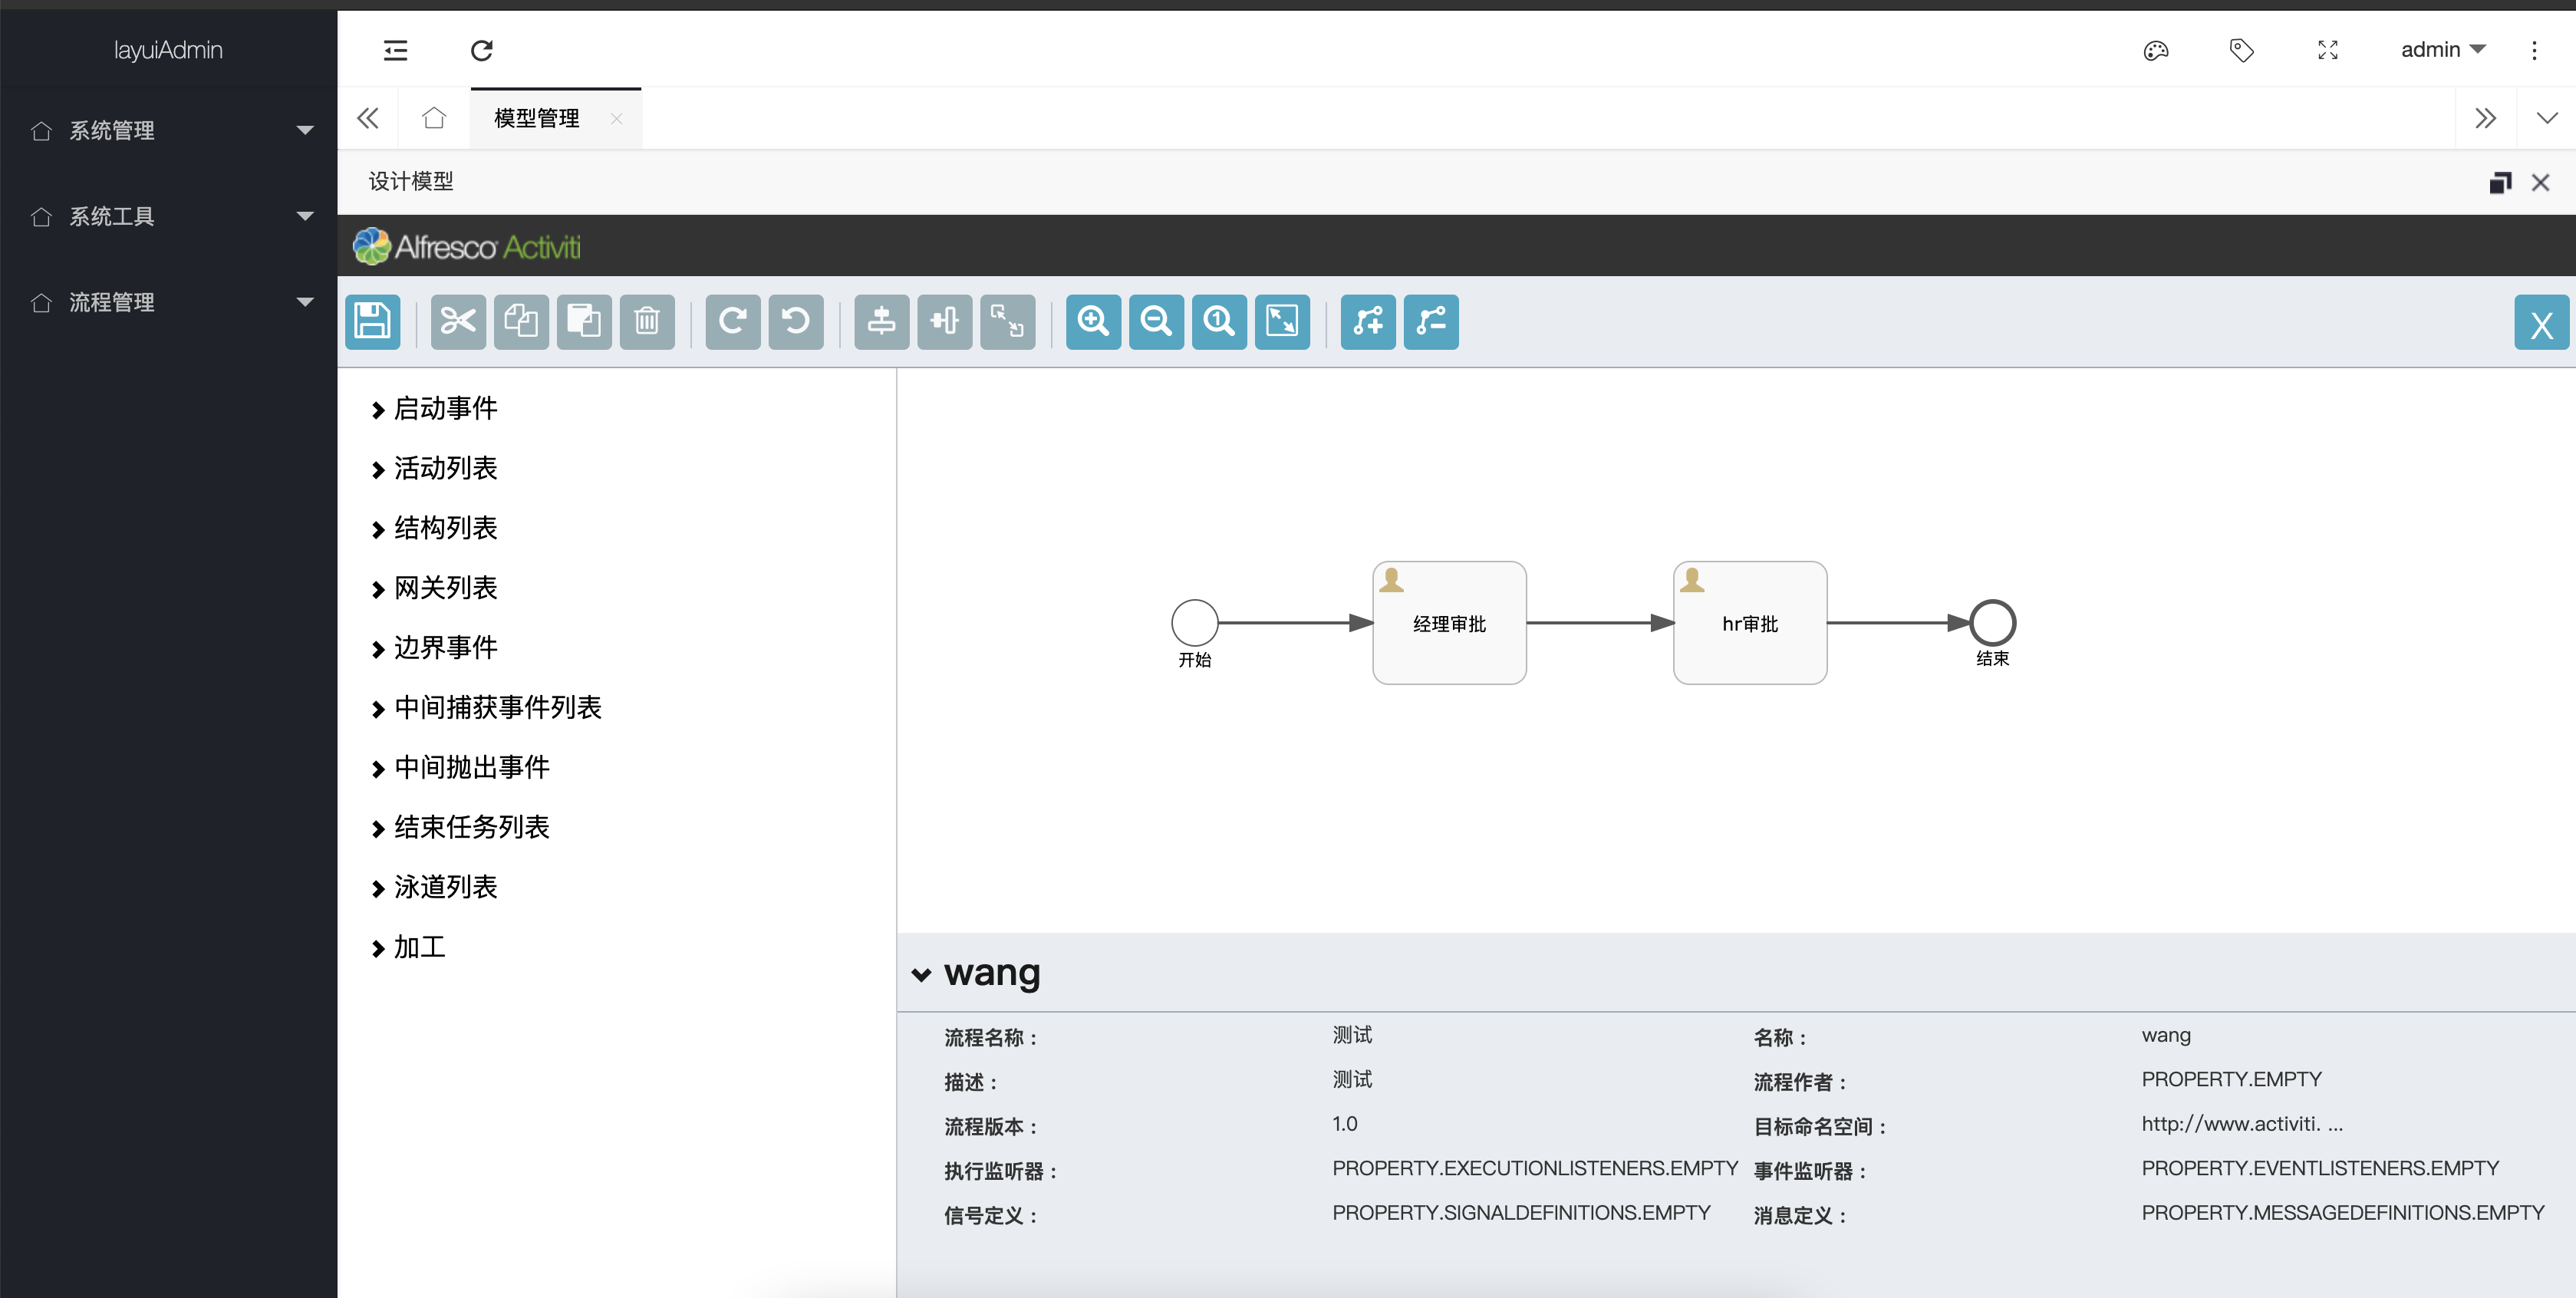 layuiAdmin
admin
系统管理
系统工具
流程管理
模型管理
设计模型
Alfresco Activiti
X
启动事件
活动列表
结构列表
网关列表
边界事件
中间捕获事件列表
中间抛出事件
结束任务列表
泳道列表
加工
开始
经理审批
hr审批
结束
wang
流程名称： 测试 名称： wang
描述： 测试 流程作者： PROPERTY.EMPTY
流程版本： 1.0 目标命名空间： http://www.activiti. ...
执行监听器： PROPERTY.EXECUTIONLISTENERS.EMPTY 事件监听器： PROPERTY.EVENTLISTENERS.EMPTY
信号定义： PROPERTY.SIGNALDEFINITIONS.EMPTY 消息定义： PROPERTY.MESSAGEDEFINITIONS.EMPTY